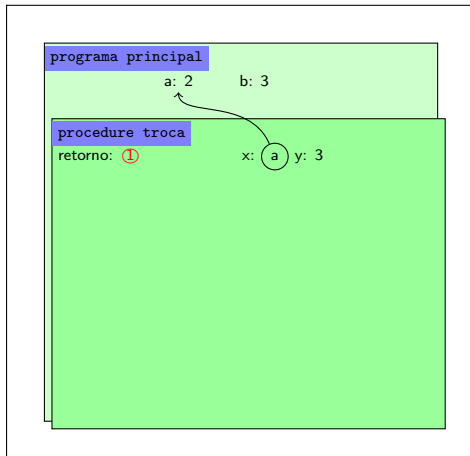 programa principal
a: 2 b: 3
procedure troca
retorno: 1 x: a y: 3